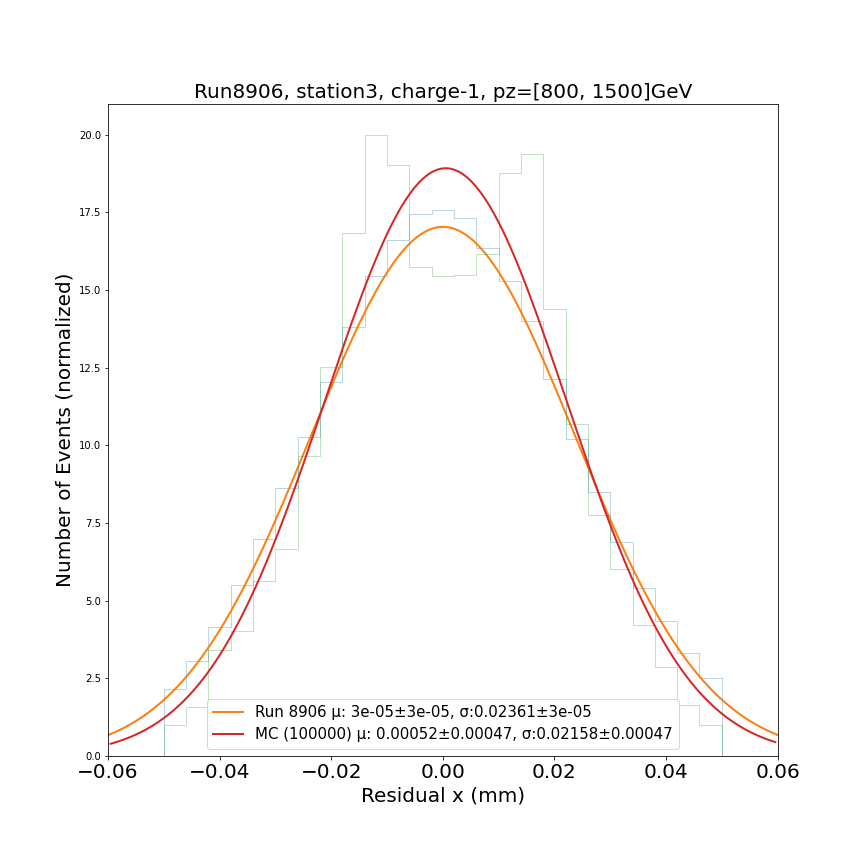 Run8906, station3, charge-1, pz=[800, 1500]GeV
Number of Events (normalized)
20.0
17.5
15.0
12.5
10.0
7.5
5.0
2.5
0.0
Run 8906 μ: 3e-05±3e-05, σ:0.02361±3e-05
MC (100000) μ: 0.00052±0.00047, σ:0.02158±0.00047
−0.06 −0.04 −0.02 0.00 0.02 0.04 0.06
Residual x (mm)